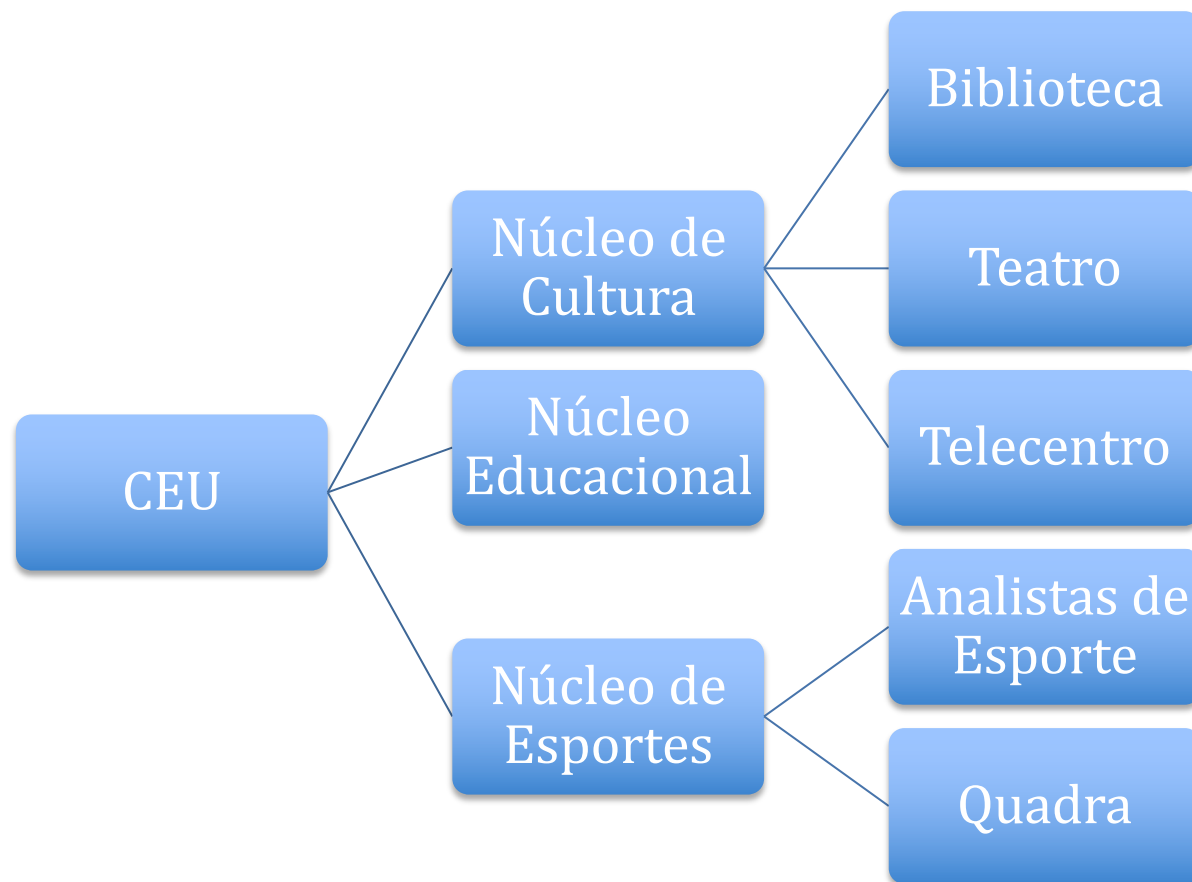 CEU
Núcleo de
Cultura
Biblioteca
Teatro
Telecentro
Núcleo
Educacional
Núcleo de
Esportes
Analistas de
Esporte
Quadra